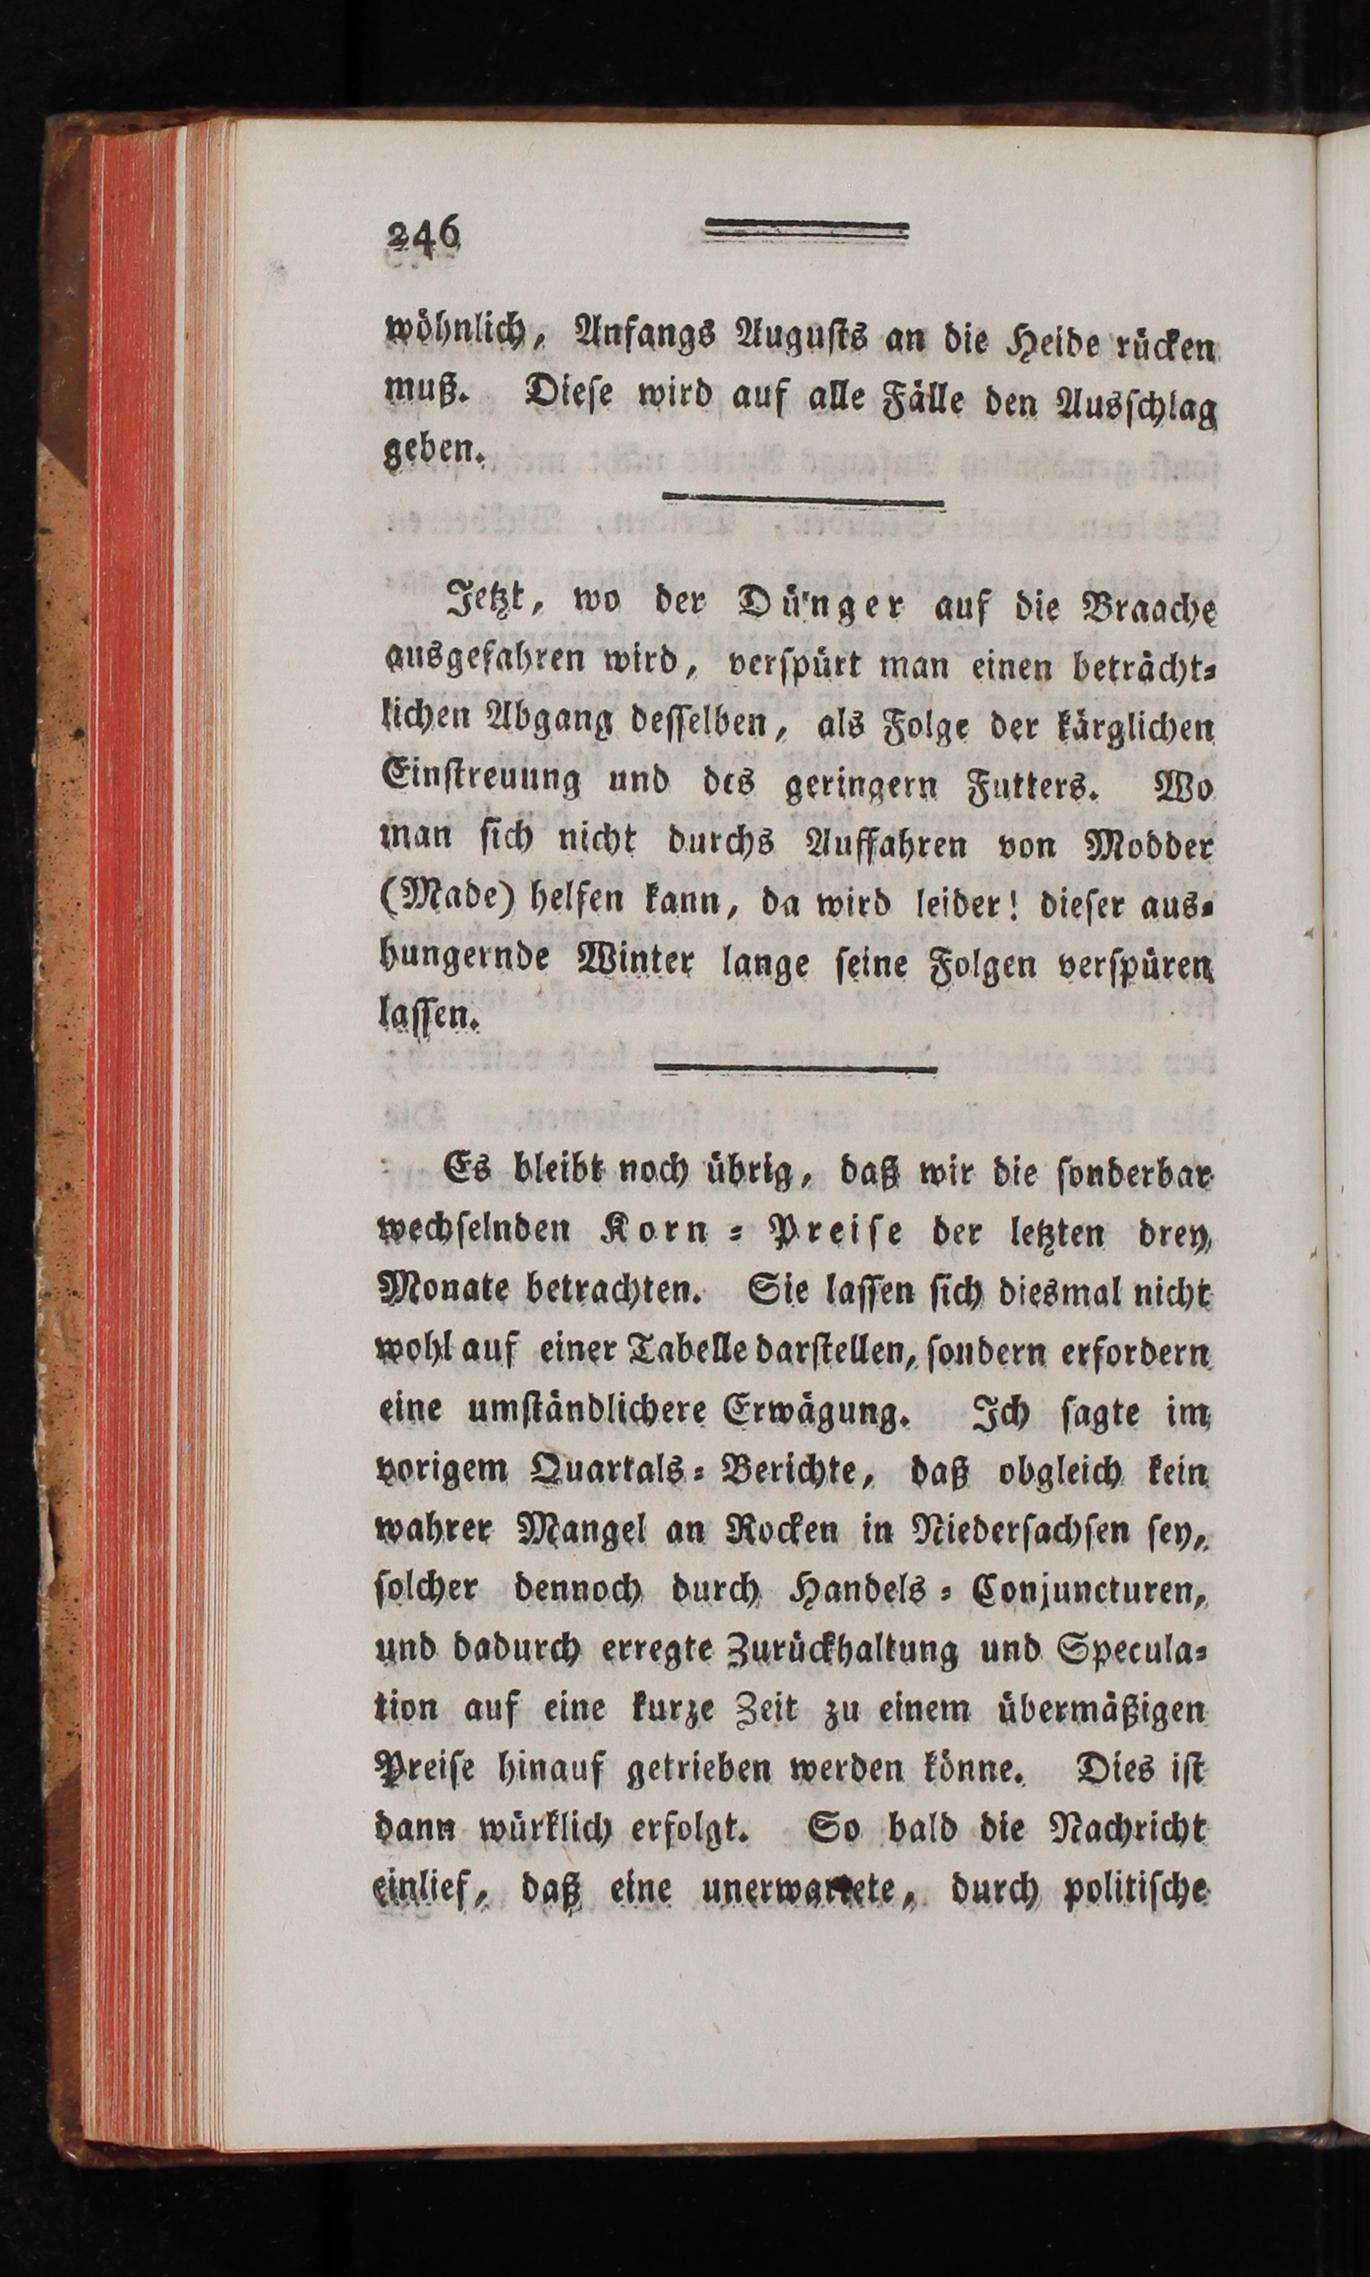 246
wöhnlich, Anfangs Augusts an die Heide rücken
muß. Diese wird auf alle Fälle den Ausschlag
geben.
Jetzt, wo der Dünger auf die Braache
ausgefahren wird, verspürt man einen beträcht-
lichen Abgang desselben, als Folge der kärglichen
Einstreuung und des geringern Futters. Wo
man sich nicht durchs Auffahren von Modder
(Made) helfen kann, da wird leider! dieser aus-
hungernde Winter lange seine Folgen verspüren
lassen.
Es bleibt noch übrig, daß wir die sonderbar
wechselnden Korn-Preise der letzten drey
Monate betrachten. Sie lassen sich diesmal nicht
wohl auf einer Tabelle darstellen, sondern erfordern
eine umständlichere Erwägung. Ich sagte im
vorigem Quartals-Berichte, daß obgleich kein
wahrer Mangel an Rocken in Niedersachsen sey,
solcher dennoch durch Handels-Conjuncturen,
und dadurch erregte Zurückhaltung und Specula-
tion auf eine kurze Zeit zu einem übermäßigen
Preise hinauf getrieben werden könne. Dies ist
dann würklich erfolgt. So bald die Nachricht
einlief, daß eine unerwartete, durch politische